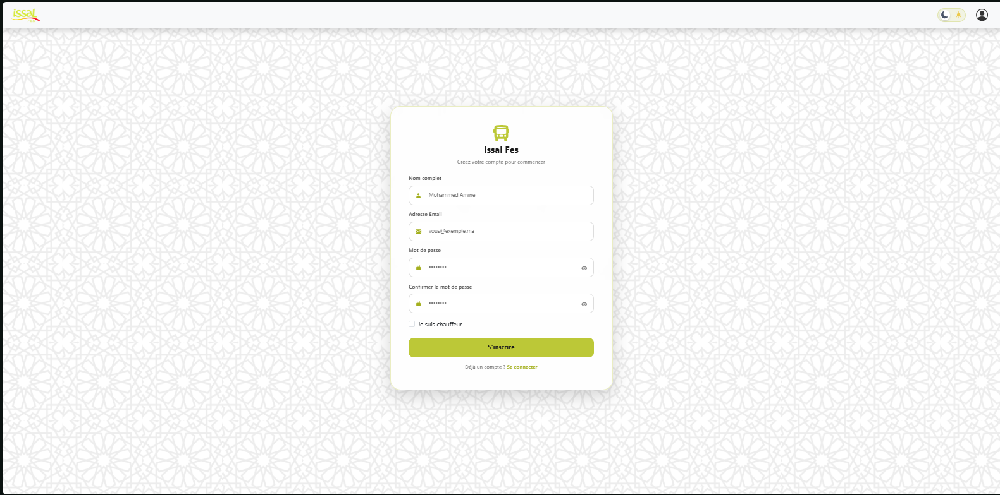 issal
FES
Issal Fes
Créez votre compte pour commencer
Nom complet
Mohammed Amine
Adresse Email
vous@exemple.ma
Mot de passe
••••••••
Confirmer le mot de passe
••••••••
Je suis chauffeur
S'inscrire
Déjà un compte ? Se connecter